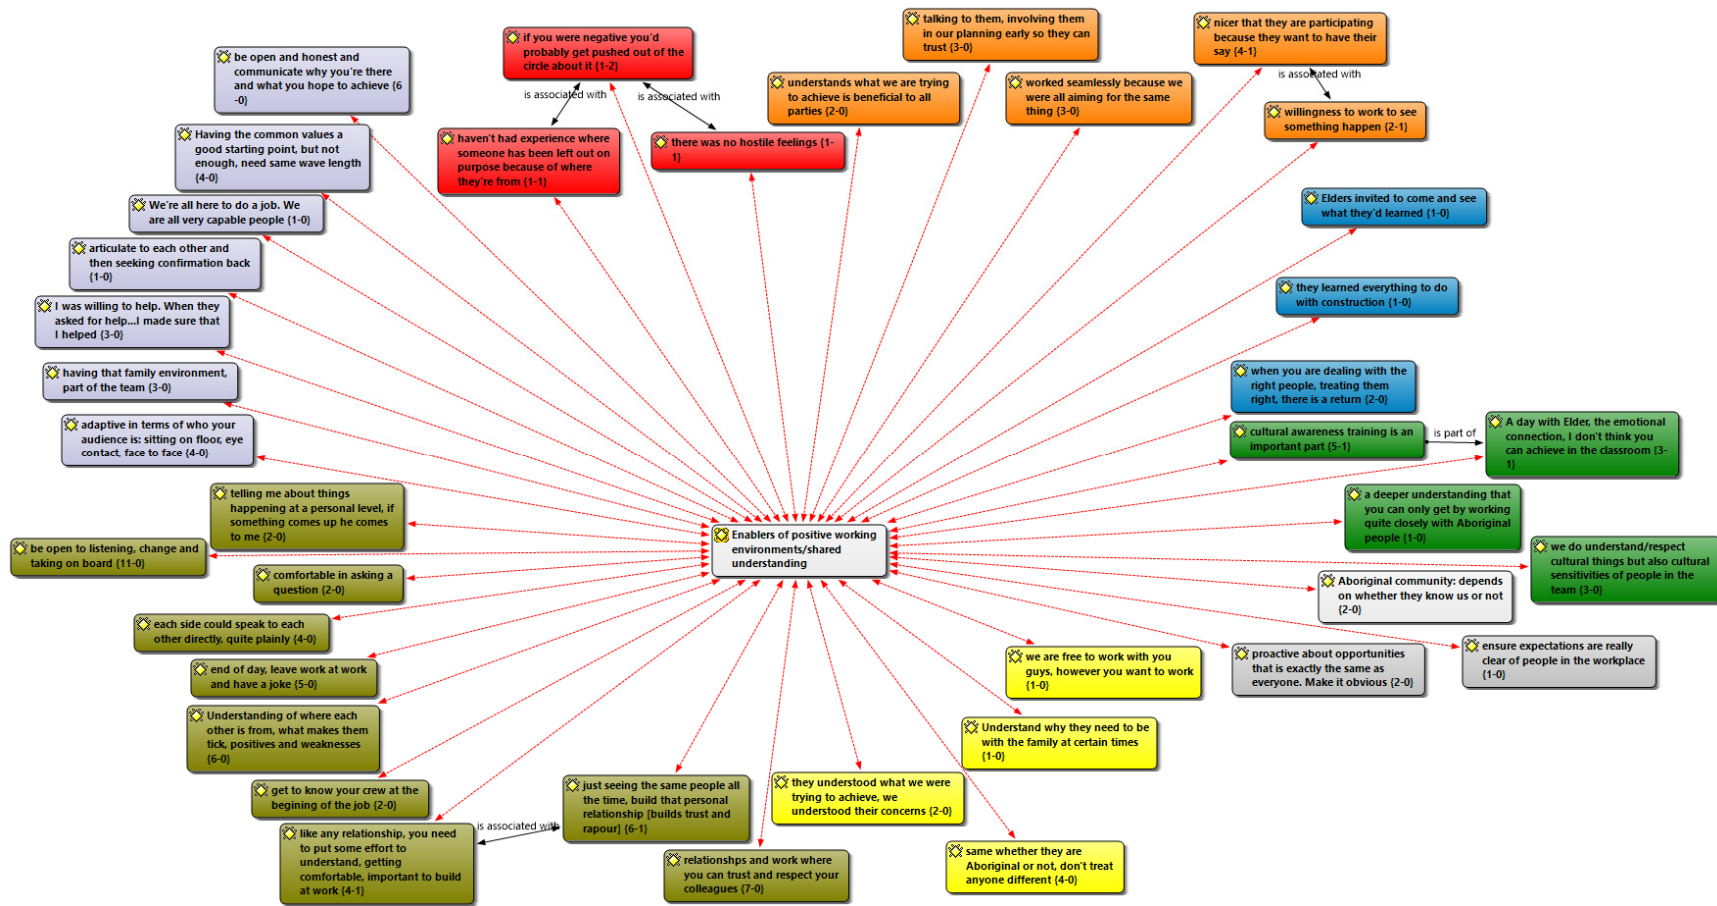 talking to them, involving them
in our planning early so they can
trust {3-0}
nicer that they are participating
because they want to have their
say {4-1}
if you were negative you'd
probably get pushed out of the
circle about it {1-2}
be open and honest and
communicate why you're there
and what you hope to achieve {6
-0}
is associated with
is associated with
is associated with
understands what we are trying
to achieve is beneficial to all
parties {2-0}
worked seamlessly because we
were all aiming for the same
thing {3-0}
willingness to work to see
something happen {2-1}
Having the common values a
good starting point, but not
enough, need same wave length
{4-0}
haven't had experience where
someone has been left out on
purpose because of where
they're from {1-1}
there was no hostile feelings {1-
1}
We're all here to do a job. We
are all very capable people {1-0}
Elders invited to come and see
what they'd learned {1-0}
articulate to each other and
then seeking confirmation back
{1-0}
they learned everything to do
with construction {1-0}
I was willing to help. When they
asked for help...I made sure that
I helped {3-0}
having that family environment,
part of the team {3-0}
when you are dealing with the
right people, treating them
right, there is a return {2-0}
adaptive in terms of who your
audience is: sitting on floor, eye
contact, face to face {4-0}
cultural awareness training is an
important part {5-1}
is part of
A day with Elder, the emotional
connection, I don't think you
can achieve in the classroom {3-
1}
telling me about things
happening at a personal level, if
something comes up he comes
to me {2-0}
a deeper understanding that
you can only get by working
quite closely with Aboriginal
people {1-0}
Enablers of positive working
environments/shared
understanding
be open to listening, change and
taking on board {11-0}
we do understand/respect
cultural things but also cultural
sensitivities of people in the
team {3-0}
comfortable in asking a
question {2-0}
Aboriginal community: depends
on whether they know us or not
{2-0}
each side could speak to each
other directly, quite plainly {4-0}
ensure expectations are really
clear of people in the workplace
{1-0}
we are free to work with you
guys, however you want to work
{1-0}
proactive about opportunities
that is exactly the same as
everyone. Make it obvious {2-0}
end of day, leave work at work
and have a joke {5-0}
Understanding of where each
other is from, what makes them
tick, positives and weaknesses
{6-0}
Understand why they need to be
with the family at certain times
{1-0}
get to know your crew at the
begining of the job {2-0}
just seeing the same people all
the time, build that personal
relationship [builds trust and
rapour] {6-1}
they understood what we were
trying to achieve, we
understood their concerns {2-0}
like any relationship, you need
to put some effort to
understand, getting
comfortable, important to build
at work {4-1}
is associated with
relationshps and work where
you can trust and respect your
colleagues {7-0}
same whether they are
Aboriginal or not, don't treat
anyone different {4-0}